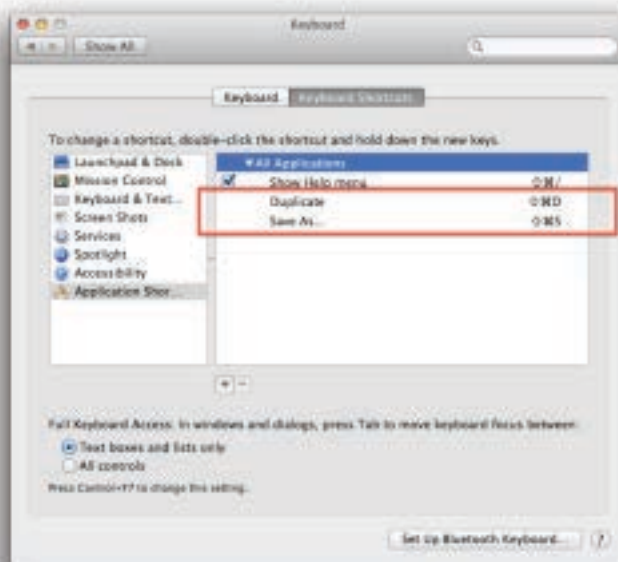 Keyboard
Show All
Keyboard Keyboard Shortcuts
To change a shortcut, double-click the shortcut and hold down the new keys.
Launchpad & Dock
Mission Control
Keyboard & Text...
Screen Shots
Services
Spotlight
Accessibility
Application Shor...
▼All Applications
Show Help menu ⇧⌘/
Duplicate ⇧⌘D
Save As... ⇧⌘S
+ -
Full Keyboard Access: In windows and dialogs, press Tab to move keyboard focus between:
Text boxes and lists only
All controls
Press Control+F7 to change this setting.
Set Up Bluetooth Keyboard... ?